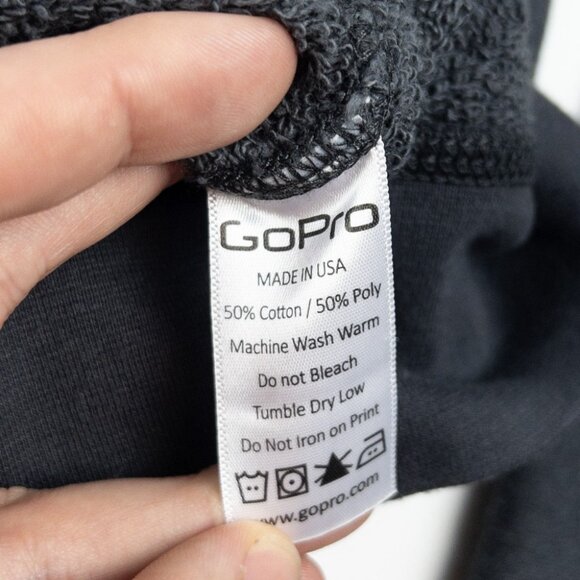 GoPro
MADE IN USA
50% Cotton / 50% Poly
Machine Wash Warm
Do not Bleach
Tumble Dry Low
Do Not Iron on Print
www.gopro.com